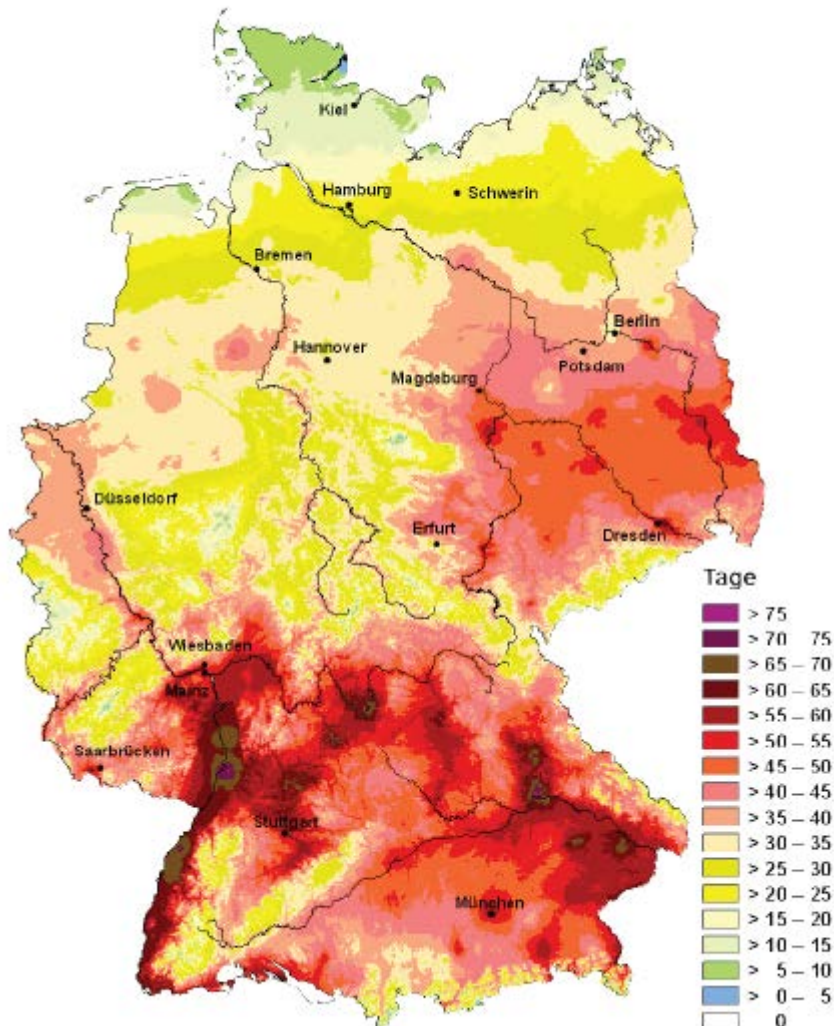 Kiel
Hamburg
Schwerin
Bremen
Berlin
Hannover
Potsdam
Magdeburg
Düsseldorf
Erfurt
Dresden
Wiesbaden
Mainz
Saarbrücken
Stuttgart
München
Tage
> 75
> 70 75
> 65 – 70
> 60 – 65
> 55 – 60
> 50 – 55
> 45 – 50
> 40 – 45
> 35 – 40
> 30 – 35
> 25 – 30
> 20 – 25
> 15 – 20
> 10 – 15
> 5 – 10
> 0 – 5
0